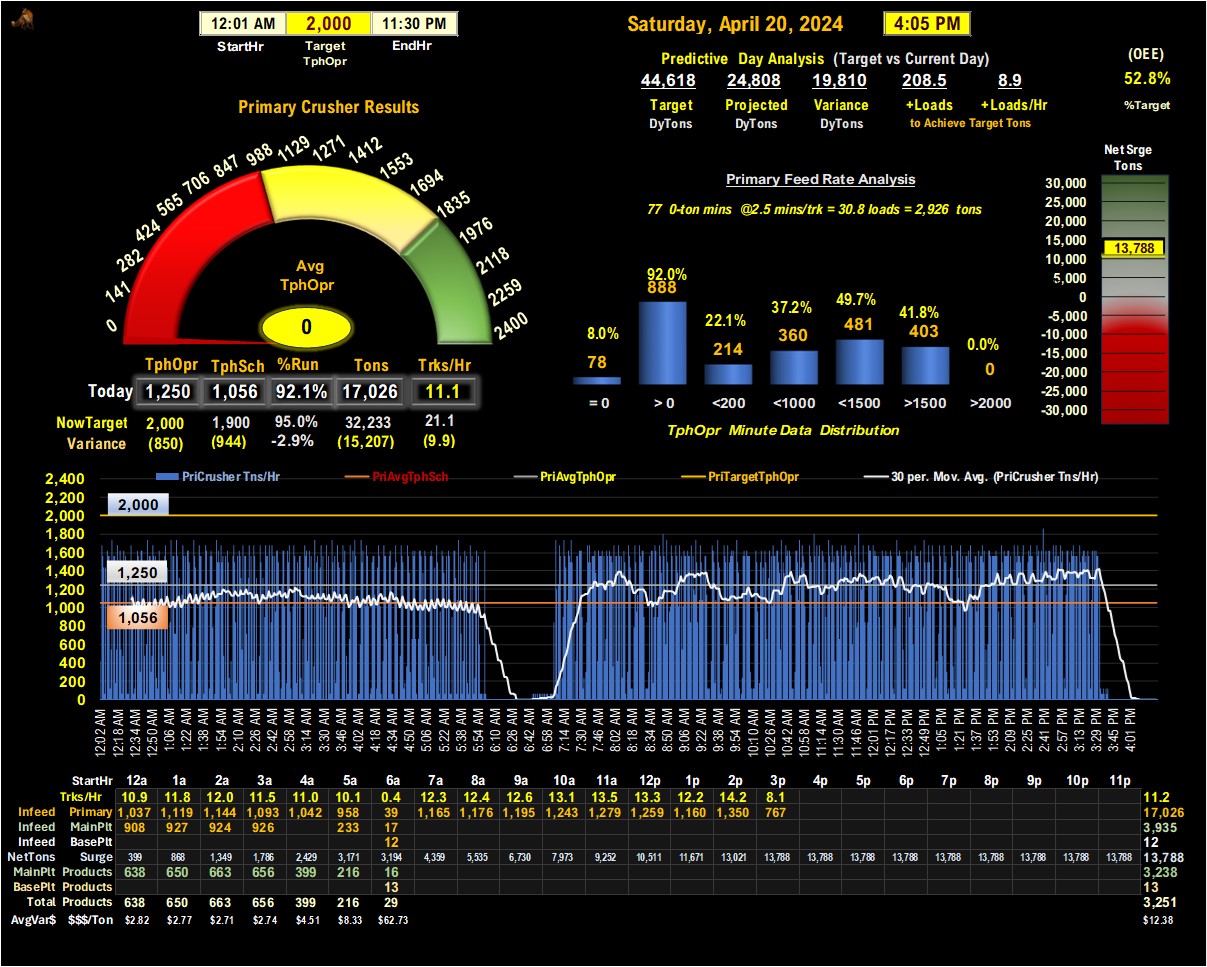 12:01 AM 2,000 11:30 PM
StartHr Target TphOpr EndHr
Saturday, April 20, 2024 4:05 PM
Predictive Day Analysis (Target vs Current Day)
44,618 24,808 19,810 208.5 8.9
Target Projected Variance +Loads +Loads/Hr
DyTons DyTons DyTons to Achieve Target Tons
(OEE)
52.8%
%Target
Primary Crusher Results
0 141 282 424 565 706 847 988 1129 1271 1412 1553 1694 1835 1976 2118 2259 2400
Avg
TphOpr
0
TphOpr TphSch %Run Tons Trks/Hr
Today 1,250 1,056 92.1% 17,026 11.1
NowTarget 2,000 1,900 95.0% 32,233 21.1
Variance (850) (944) -2.9% (15,207) (9.9)
Primary Feed Rate Analysis
77 0-ton mins @2.5 mins/trk = 30.8 loads = 2,926 tons
8.0% 92.0% 22.1% 37.2% 49.7% 41.8% 0.0%
78 888 214 360 481 403 0
= 0 > 0 <200 <1000 <1500 >1500 >2000
TphOpr Minute Data Distribution
Net Srge
Tons
30,000
25,000
20,000
15,000
13,788
10,000
5,000
0
-5,000
-10,000
-15,000
-20,000
-25,000
-30,000
PriCrusher Tns/Hr PriAvgTphSch PriAvgTphOpr PriTargetTphOpr 30 per. Mov. Avg. (PriCrusher Tns/Hr)
2,400
2,200
2,000
1,800
1,600
1,400
1,200
1,000
800
600
400
200
0
2,000
1,250
1,056
12:02 AM 12:18 AM 12:34 AM 12:50 AM 1:06 AM 1:22 AM 1:38 AM 1:54 AM 2:10 AM 2:26 AM 2:42 AM 2:58 AM 3:14 AM 3:30 AM 3:46 AM 4:02 AM 4:18 AM 4:34 AM 4:50 AM 5:06 AM 5:22 AM 5:38 AM 5:54 AM 6:10 AM 6:26 AM 6:42 AM 6:58 AM 7:14 AM 7:30 AM 7:46 AM 8:02 AM 8:18 AM 8:34 AM 8:50 AM 9:06 AM 9:22 AM 9:38 AM 9:54 AM 10:10 AM 10:26 AM 10:42 AM 10:58 AM 11:14 AM 11:30 AM 11:46 AM 12:01 PM 12:17 PM 12:33 PM 12:49 PM 1:05 PM 1:21 PM 1:37 PM 1:53 PM 2:09 PM 2:25 PM 2:41 PM 2:57 PM 3:13 PM 3:29 PM 3:45 PM 4:01 PM
StartHr 12a 1a 2a 3a 4a 5a 6a 7a 8a 9a 10a 11a 12p 1p 2p 3p 4p 5p 6p 7p 8p 9p 10p 11p
Trks/Hr 10.9 11.8 12.0 11.5 11.0 10.1 0.4 12.3 12.4 12.6 13.1 13.5 13.3 12.2 14.2 8.1 11.2
Infeed Primary 1,037 1,119 1,144 1,093 1,042 958 39 1,165 1,176 1,195 1,243 1,279 1,259 1,160 1,350 767 17,026
Infeed MainPlt 908 927 924 926 233 17 3,935
Infeed BasePlt 12 12
NetTons Surge 399 868 1,349 1,786 2,429 3,171 3,194 4,359 5,535 6,730 7,973 9,252 10,511 11,671 13,021 13,788 13,788 13,788 13,788 13,788 13,788 13,788 13,788 13,788 13,788
MainPlt Products 638 650 663 656 399 216 16 3,238
BasePlt Products 13 13
Total Products 638 650 663 656 399 216 29 3,251
AvgVar$ $$$/Ton $2.82 $2.77 $2.71 $2.74 $4.51 $8.33 $62.73 $12.38